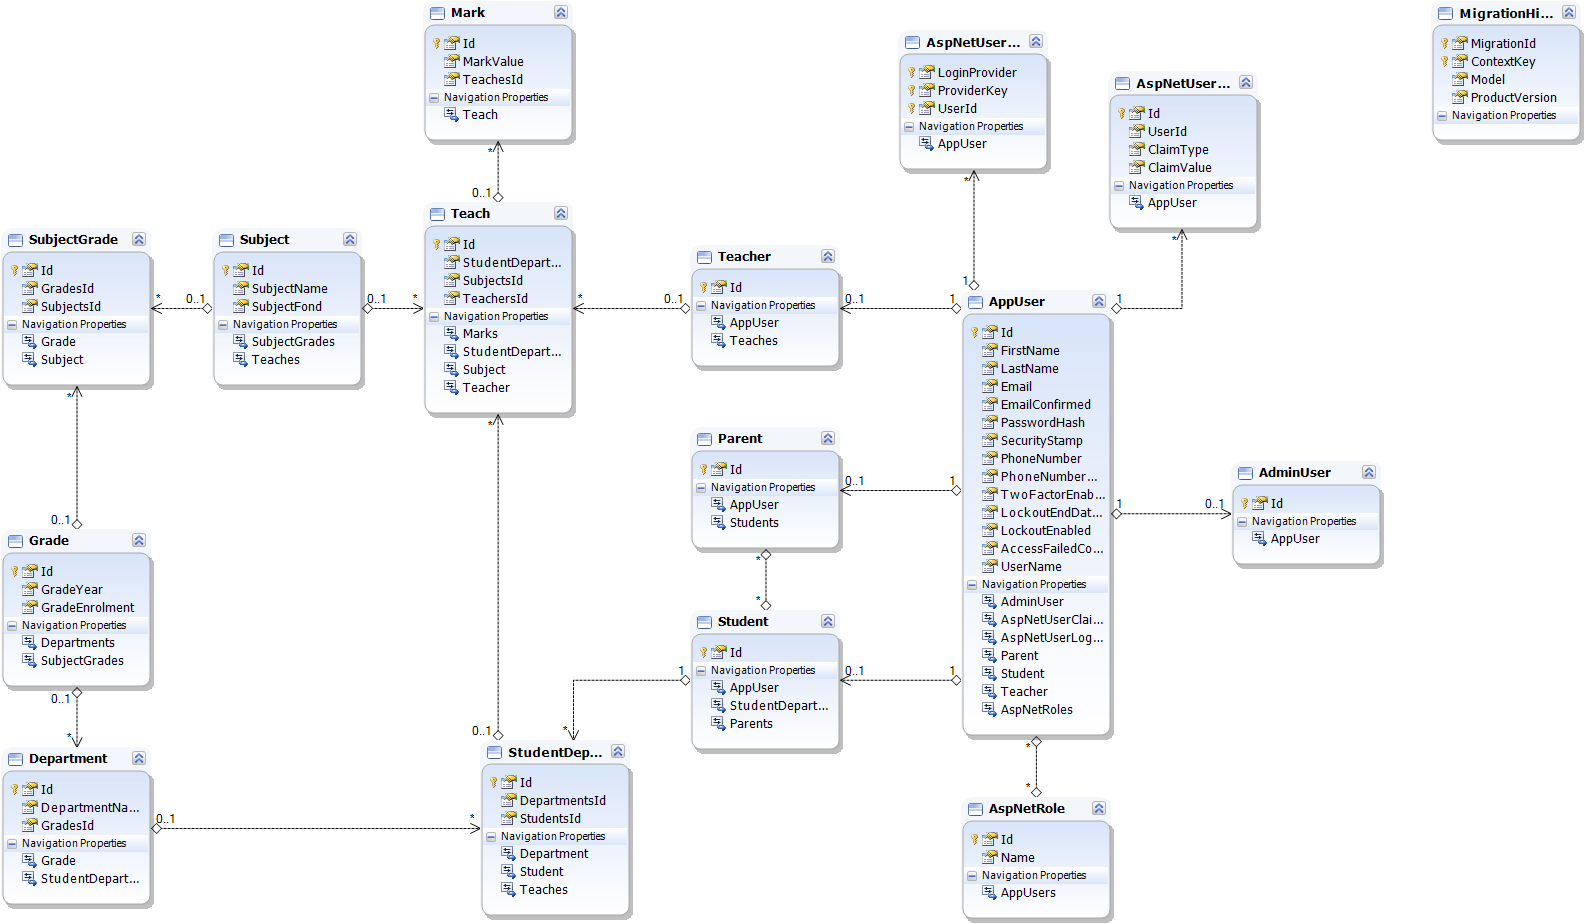 Mark
Id
MarkValue
TeachesId
Navigation Properties
Teach
*
0..1
AspNetUser...
LoginProvider
ProviderKey
UserId
Navigation Properties
AppUser
*
1
AspNetUser...
Id
UserId
ClaimType
ClaimValue
Navigation Properties
AppUser
*
1
MigrationHi...
MigrationId
ContextKey
Model
ProductVersion
Navigation Properties
SubjectGrade
Id
GradesId
SubjectsId
Navigation Properties
Grade
Subject
*
0..1
Subject
Id
SubjectName
SubjectFond
Navigation Properties
SubjectGrades
Teaches
0..1
*
Teach
Id
StudentDepart...
SubjectsId
TeachersId
Navigation Properties
Marks
StudentDepart...
Subject
Teacher
*
0..1
Teacher
Id
Navigation Properties
AppUser
Teaches
0..1
1
AppUser
Id
FirstName
LastName
Email
EmailConfirmed
PasswordHash
SecurityStamp
PhoneNumber
PhoneNumber...
TwoFactorEnab...
LockoutEndDat...
LockoutEnabled
AccessFailedCo...
UserName
Navigation Properties
AdminUser
AspNetUserClai...
AspNetUserLog...
Parent
Student
Teacher
AspNetRoles
Parent
Id
Navigation Properties
AppUser
Students
0..1
1
*
*
AdminUser
Id
Navigation Properties
AppUser
1
0..1
*
0..1
Grade
Id
GradeYear
GradeEnrolment
Navigation Properties
Departments
SubjectGrades
0..1
*
Student
Id
Navigation Properties
AppUser
StudentDepart...
Parents
0..1
1
1
*
*
0..1
Department
Id
DepartmentNa...
GradesId
Navigation Properties
Grade
StudentDepart...
0..1
*
StudentDep...
Id
DepartmentsId
StudentsId
Navigation Properties
Department
Student
Teaches
*
*
AspNetRole
Id
Name
Navigation Properties
AppUsers